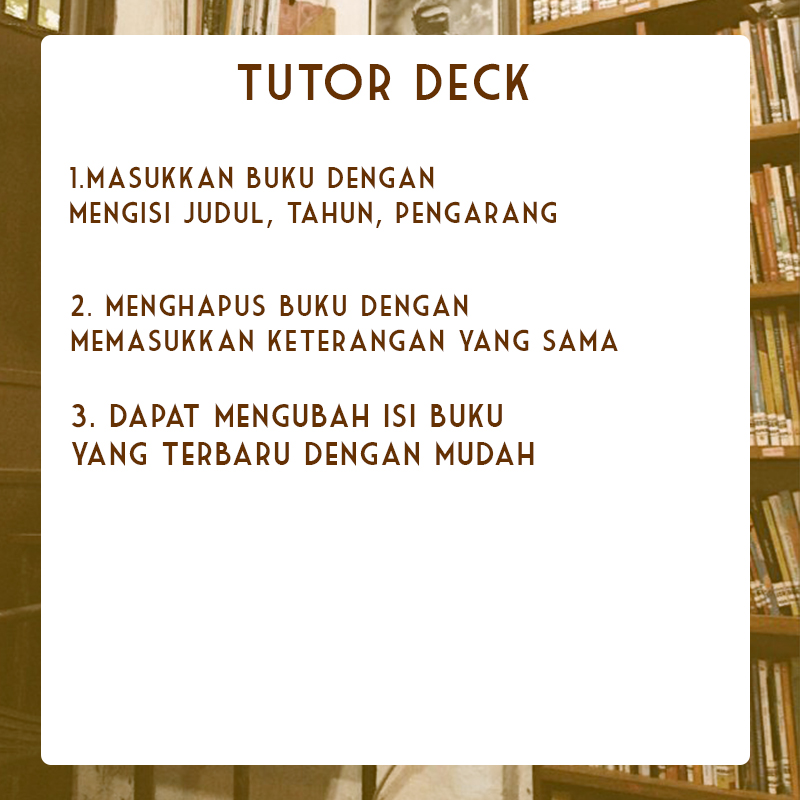 TUTOR DECK
1.MASUKKAN BUKU DENGAN
MENGISI JUDUL, TAHUN, PENGARANG
2. MENGHAPUS BUKU DENGAN
MEMASUKKAN KETERANGAN YANG SAMA
3. DAPAT MENGUBAH ISI BUKU
YANG TERBARU DENGAN MUDAH